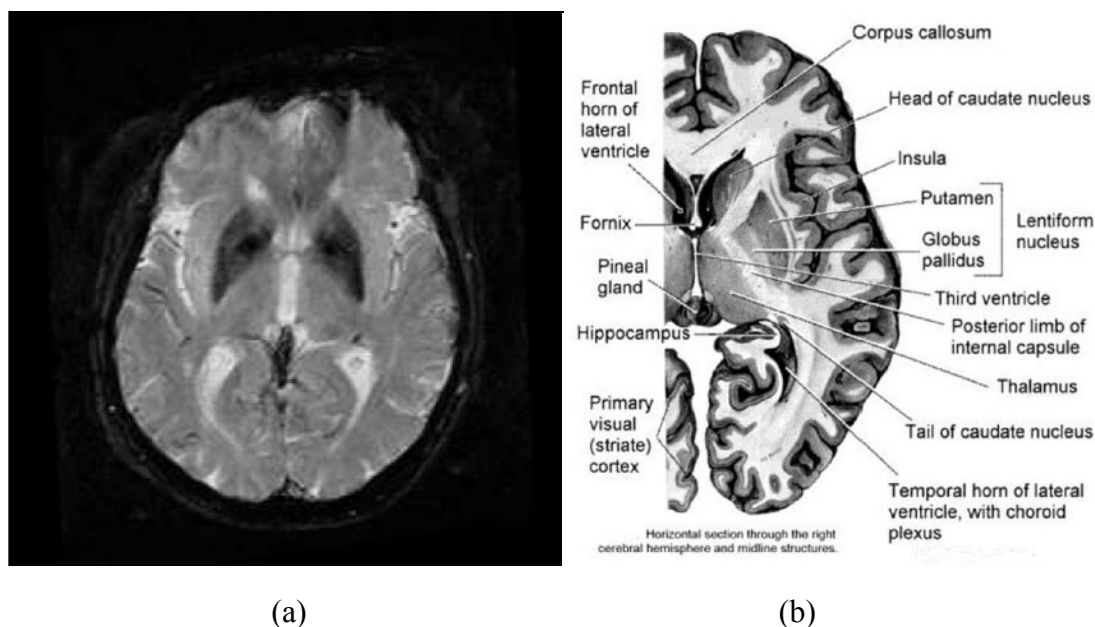 Corpus callosum
Frontal
horn of
lateral
ventricle
Head of caudate nucleus
Insula
Putamen
Lentiform
nucleus
Fornix
Globus
pallidus
Pineal
gland
Third ventricle
Hippocampus
Posterior limb of
internal capsule
Thalamus
Primary
visual
(striate)
cortex
Tail of caudate nucleus
Temporal horn of lateral
ventricle, with choroid
plexus
. Horizontal section through the right
cerebral hemisphere and midline structures.
(a)
(b)